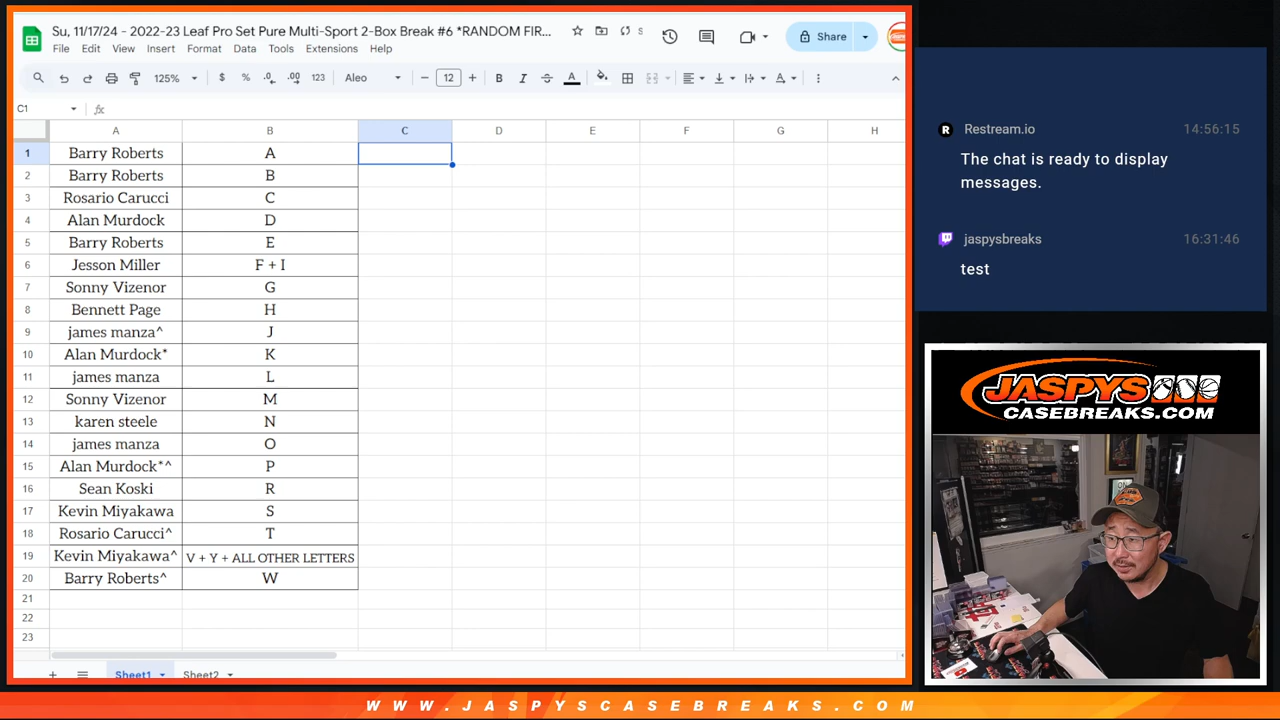 Su, 11/17/24 - 2022-23 Leaf Pro Set Pure Multi-Sport 2-Box Break #6 *RANDOM FIR...
File Edit View Insert Format Data Tools Extensions Help
Share
125% $ % .0 .00 123 Aleo 12 B I A
C1 fx
A B C D E F G H
1 Barry Roberts A
2 Barry Roberts B
3 Rosario Carucci C
4 Alan Murdock D
5 Barry Roberts E
6 Jesson Miller F + I
7 Sonny Vizenor G
8 Bennett Page H
9 james manza^ J
10 Alan Murdock* K
11 james manza L
12 Sonny Vizenor M
13 karen steele N
14 james manza O
15 Alan Murdock*^ P
16 Sean Koski R
17 Kevin Miyakawa S
18 Rosario Carucci^ T
19 Kevin Miyakawa^ V + Y + ALL OTHER LETTERS
20 Barry Roberts^ W
21
22
23
Sheet1 Sheet2
Restream.io 14:56:15
The chat is ready to display
messages.
jaspysbreaks 16:31:46
test
JASPYS
CASEBREAKS.COM
WWW.JASPYSCASEBREAKS.COM